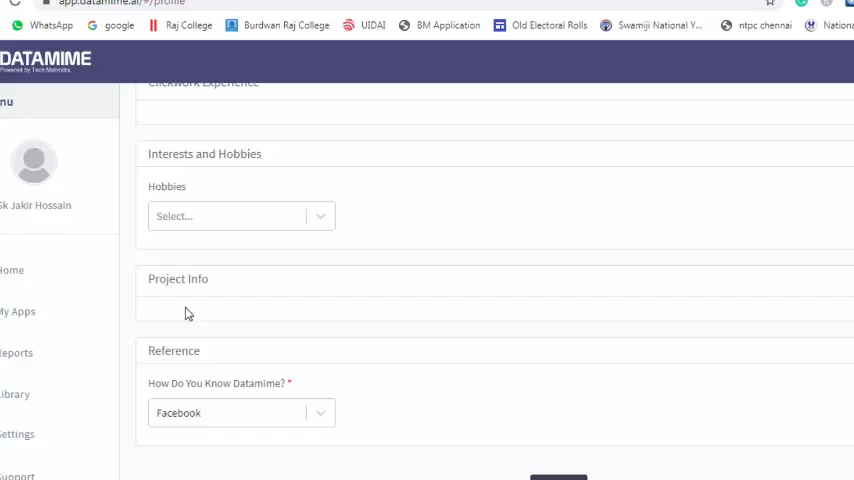 app.datamime.ai/#/profile
WhatsApp google Raj College Burdwan Raj College UIDAI BM Application Old Electoral Rolls Swamiji National Y... ntpc chennai Nationa
DATAMIME
Powered by Tech Mahindra
nu
Clickwork Experience
Sk Jakir Hossain
Interests and Hobbies
Hobbies
Select...
Home
My Apps
Reports
Library
Settings
Support
Project Info
Reference
How Do You Know Datamime? *
Facebook